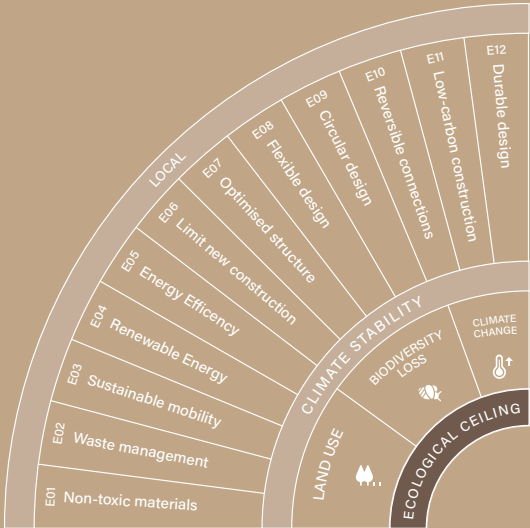 LOCAL
E01
Non-toxic materials
E02
Waste management
E03
Sustainable mobility
E04
Renewable Energy
E05
Energy Efficency
E06
Limit new construction
E07
Optimised structure
E08
Flexible design
E09
Circular design
E10
Reversible connections
E11
Low-carbon construction
E12
Durable design
CLIMATE STABILITY
LAND USE
BIODIVERSITY
LOSS
CLIMATE
CHANGE
ECOLOGICAL CEILING